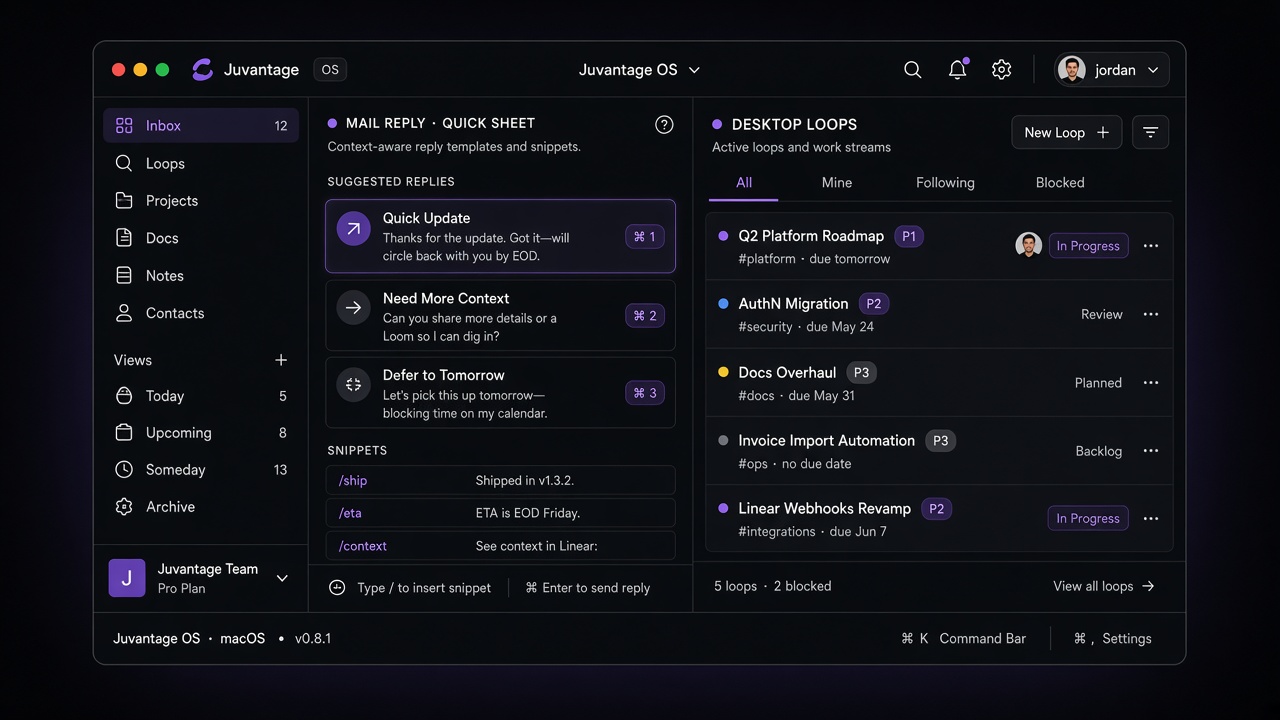 Juvantage OS
Juvantage OS
jordan
Inbox 12
Loops
Projects
Docs
Notes
Contacts
Views +
Today 5
Upcoming 8
Someday 13
Archive
J
Juvantage Team
Pro Plan
MAIL REPLY · QUICK SHEET
?
Context-aware reply templates and snippets.
SUGGESTED REPLIES
Quick Update
Thanks for the update. Got it—will
circle back with you by EOD.
⌘ 1
Need More Context
Can you share more details or a
Loom so I can dig in?
⌘ 2
Defer to Tomorrow
Let's pick this up tomorrow—
blocking time on my calendar.
⌘ 3
SNIPPETS
/ship Shipped in v1.3.2.
/eta ETA is EOD Friday.
/context See context in Linear:
Type / to insert snippet
⌘ Enter to send reply
DESKTOP LOOPS
Active loops and work streams
New Loop +
All Mine Following Blocked
Q2 Platform Roadmap P1
#platform · due tomorrow
In Progress
AuthN Migration P2
#security · due May 24
Review
Docs Overhaul P3
#docs · due May 31
Planned
Invoice Import Automation P3
#ops · no due date
Backlog
Linear Webhooks Revamp P2
#integrations · due Jun 7
In Progress
5 loops · 2 blocked
View all loops →
Juvantage OS · macOS • v0.8.1
⌘ K Command Bar
⌘ , Settings